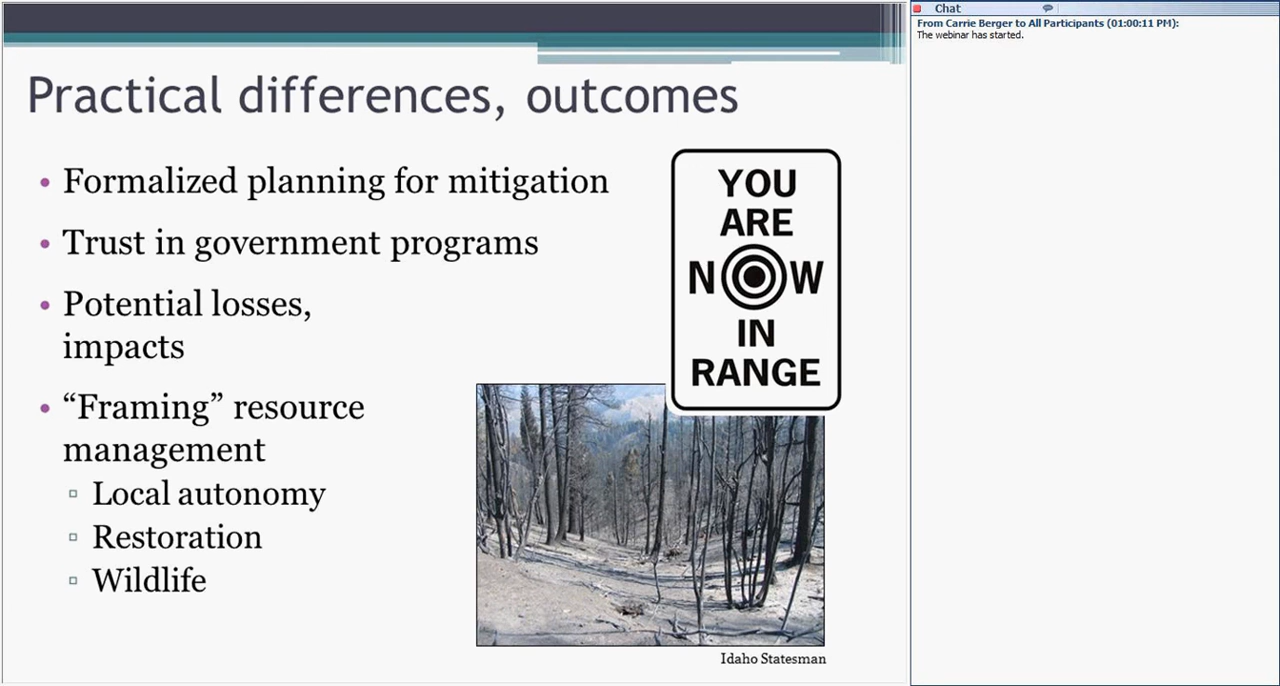 Practical differences, outcomes
• Formalized planning for mitigation
• Trust in government programs
• Potential losses,
impacts
• “Framing” resource
management
▫ Local autonomy
▫ Restoration
▫ Wildlife
YOU
ARE
NOW
IN
RANGE
Idaho Statesman
Chat
From Carrie Berger to All Participants (01:00:11 PM):
The webinar has started.